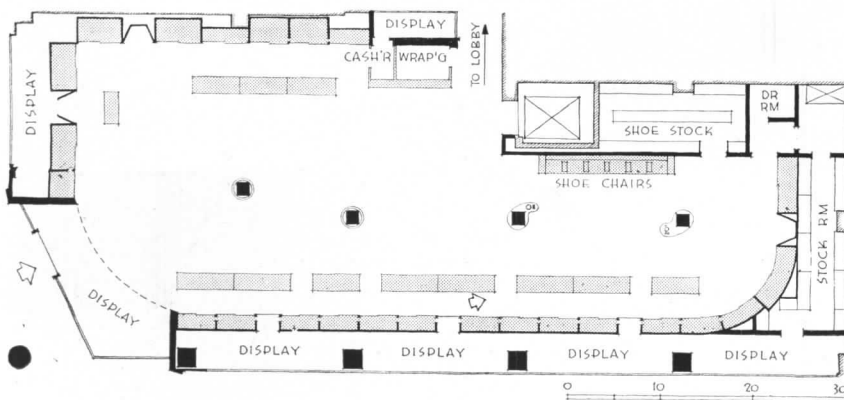 DISPLAY
CASH'R WRAP'G
TO LOBBY
DISPLAY
SHOE STOCK
DR
RM
SHOE CHAIRS
STOCK RM
DISPLAY
DISPLAY
DISPLAY
DISPLAY
DISPLAY
0 10 20 30